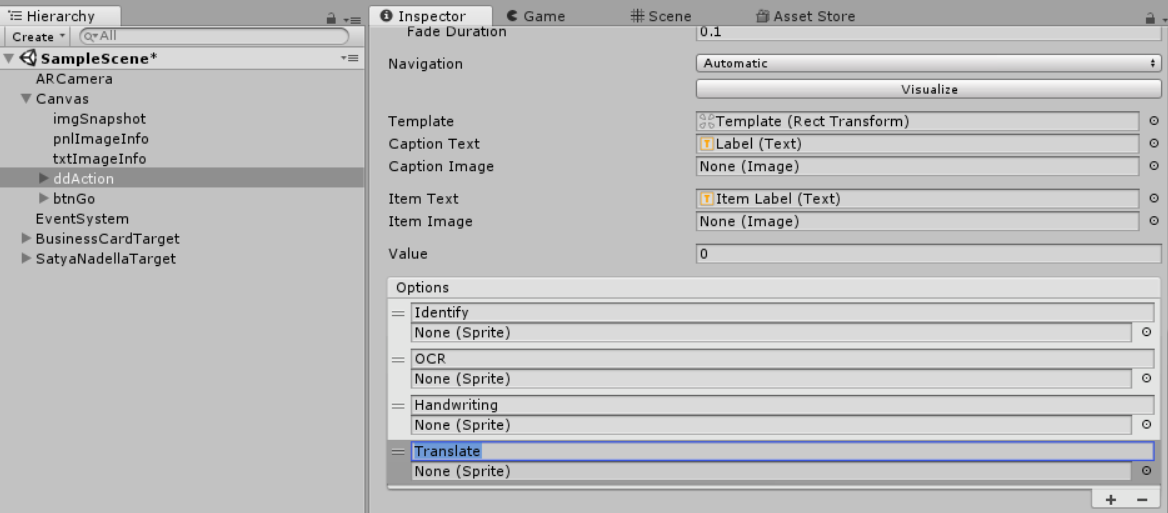 Hierarchy
Create
All
SampleScene*
ARCamera
Canvas
imgSnapshot
pnlImageInfo
txtImageInfo
ddAction
btnGo
EventSystem
BusinessCardTarget
SatyaNadellaTarget
Inspector Game Scene Asset Store
Fade Duration 0.1
Navigation Automatic
Visualize
Template Template (Rect Transform)
Caption Text Label (Text)
Caption Image None (Image)
Item Text Item Label (Text)
Item Image None (Image)
Value 0
Options
Identify
None (Sprite)
OCR
None (Sprite)
Handwriting
None (Sprite)
Translate
None (Sprite)
+ −